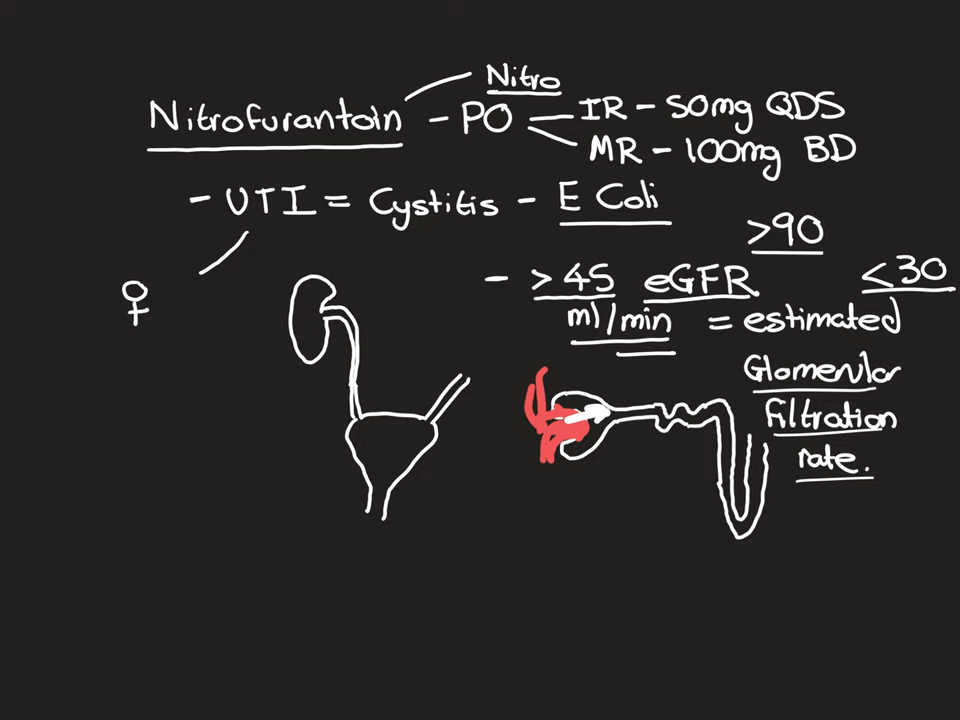 Nitro
Nitrofurantoin - PO = IR - 50mg QDS
MR - 100mg BD
- UTI = Cystitis - E Coli
>90
♀ - >45 eGFR <30
ml/min = estimated
Glomerular
filtration
rate.